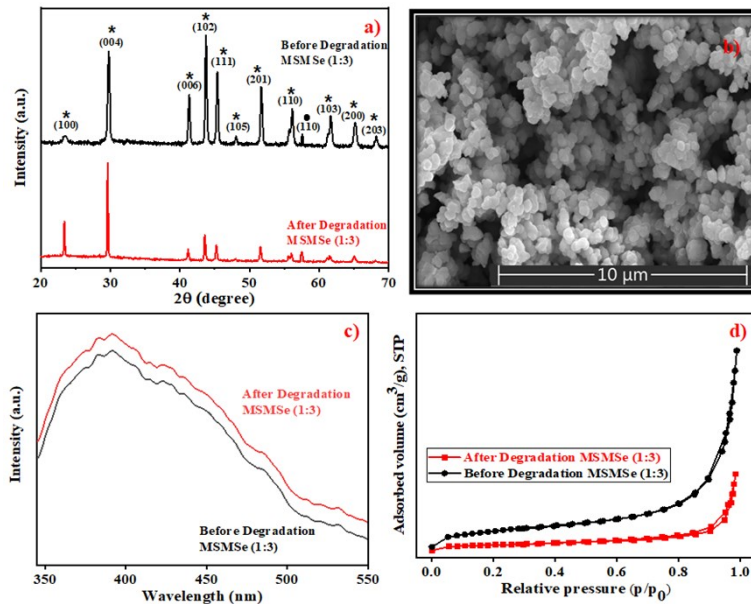 a)
* (100)
* (004)
* (006)
* (102)
* (111)
* (105)
* (201)
* (110)
• (110)
* (103)
* (200)
* (203)
Before Degradation
MSMSe (1:3)
After Degradation
MSMSe (1:3)
Intensity (a.u.)
20 30 40 50 60 70
2θ (degree)
b)
10 µm
c)
After Degradation
MSMSe (1:3)
Before Degradation
MSMSe (1:3)
Intensity (a.u.)
350 400 450 500 550
Wavelength (nm)
d)
After Degradation MSMSe (1:3)
Before Degradation MSMSe (1:3)
Adsorbed volume (cm³/g), STP
0.0 0.2 0.4 0.6 0.8 1.0
Relative pressure (p/p₀)